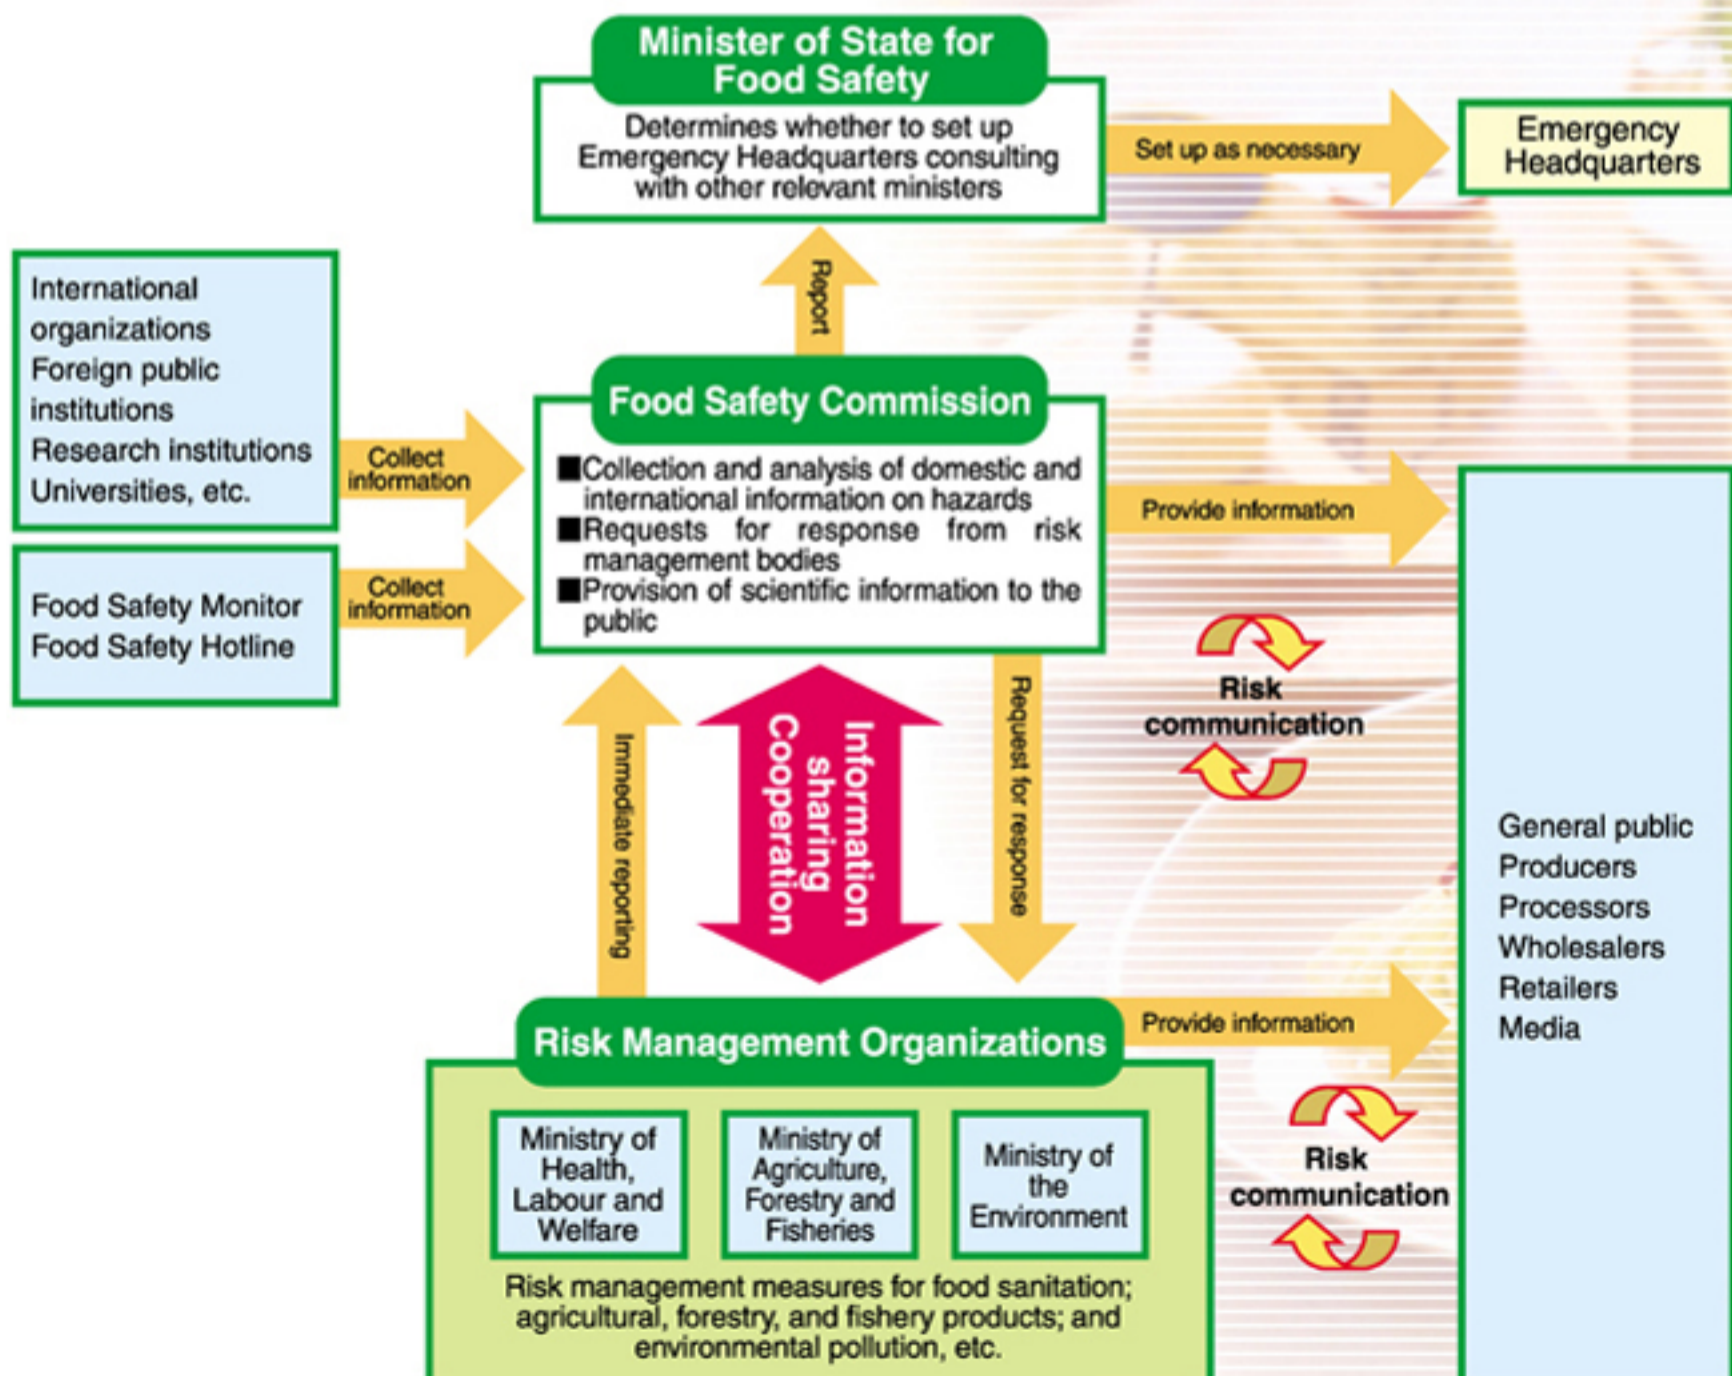 Minister of State for
Food Safety
Determines whether to set up
Emergency Headquarters consulting
with other relevant ministers
Set up as necessary
Emergency
Headquarters
Report
International
organizations
Foreign public
institutions
Research institutions
Universities, etc.
Collect
information
Food Safety Monitor
Food Safety Hotline
Collect
information
Food Safety Commission
■Collection and analysis of domestic and
international information on hazards
■Requests for response from risk
management bodies
■Provision of scientific information to the
public
Provide information
Risk
communication
Immediate reporting
Information
sharing
Cooperation
Request for response
General public
Producers
Processors
Wholesalers
Retailers
Media
Risk Management Organizations
Provide information
Risk
communication
Ministry of
Health,
Labour and
Welfare
Ministry of
Agriculture,
Forestry and
Fisheries
Ministry of
the
Environment
Risk management measures for food sanitation;
agricultural, forestry, and fishery products; and
environmental pollution, etc.